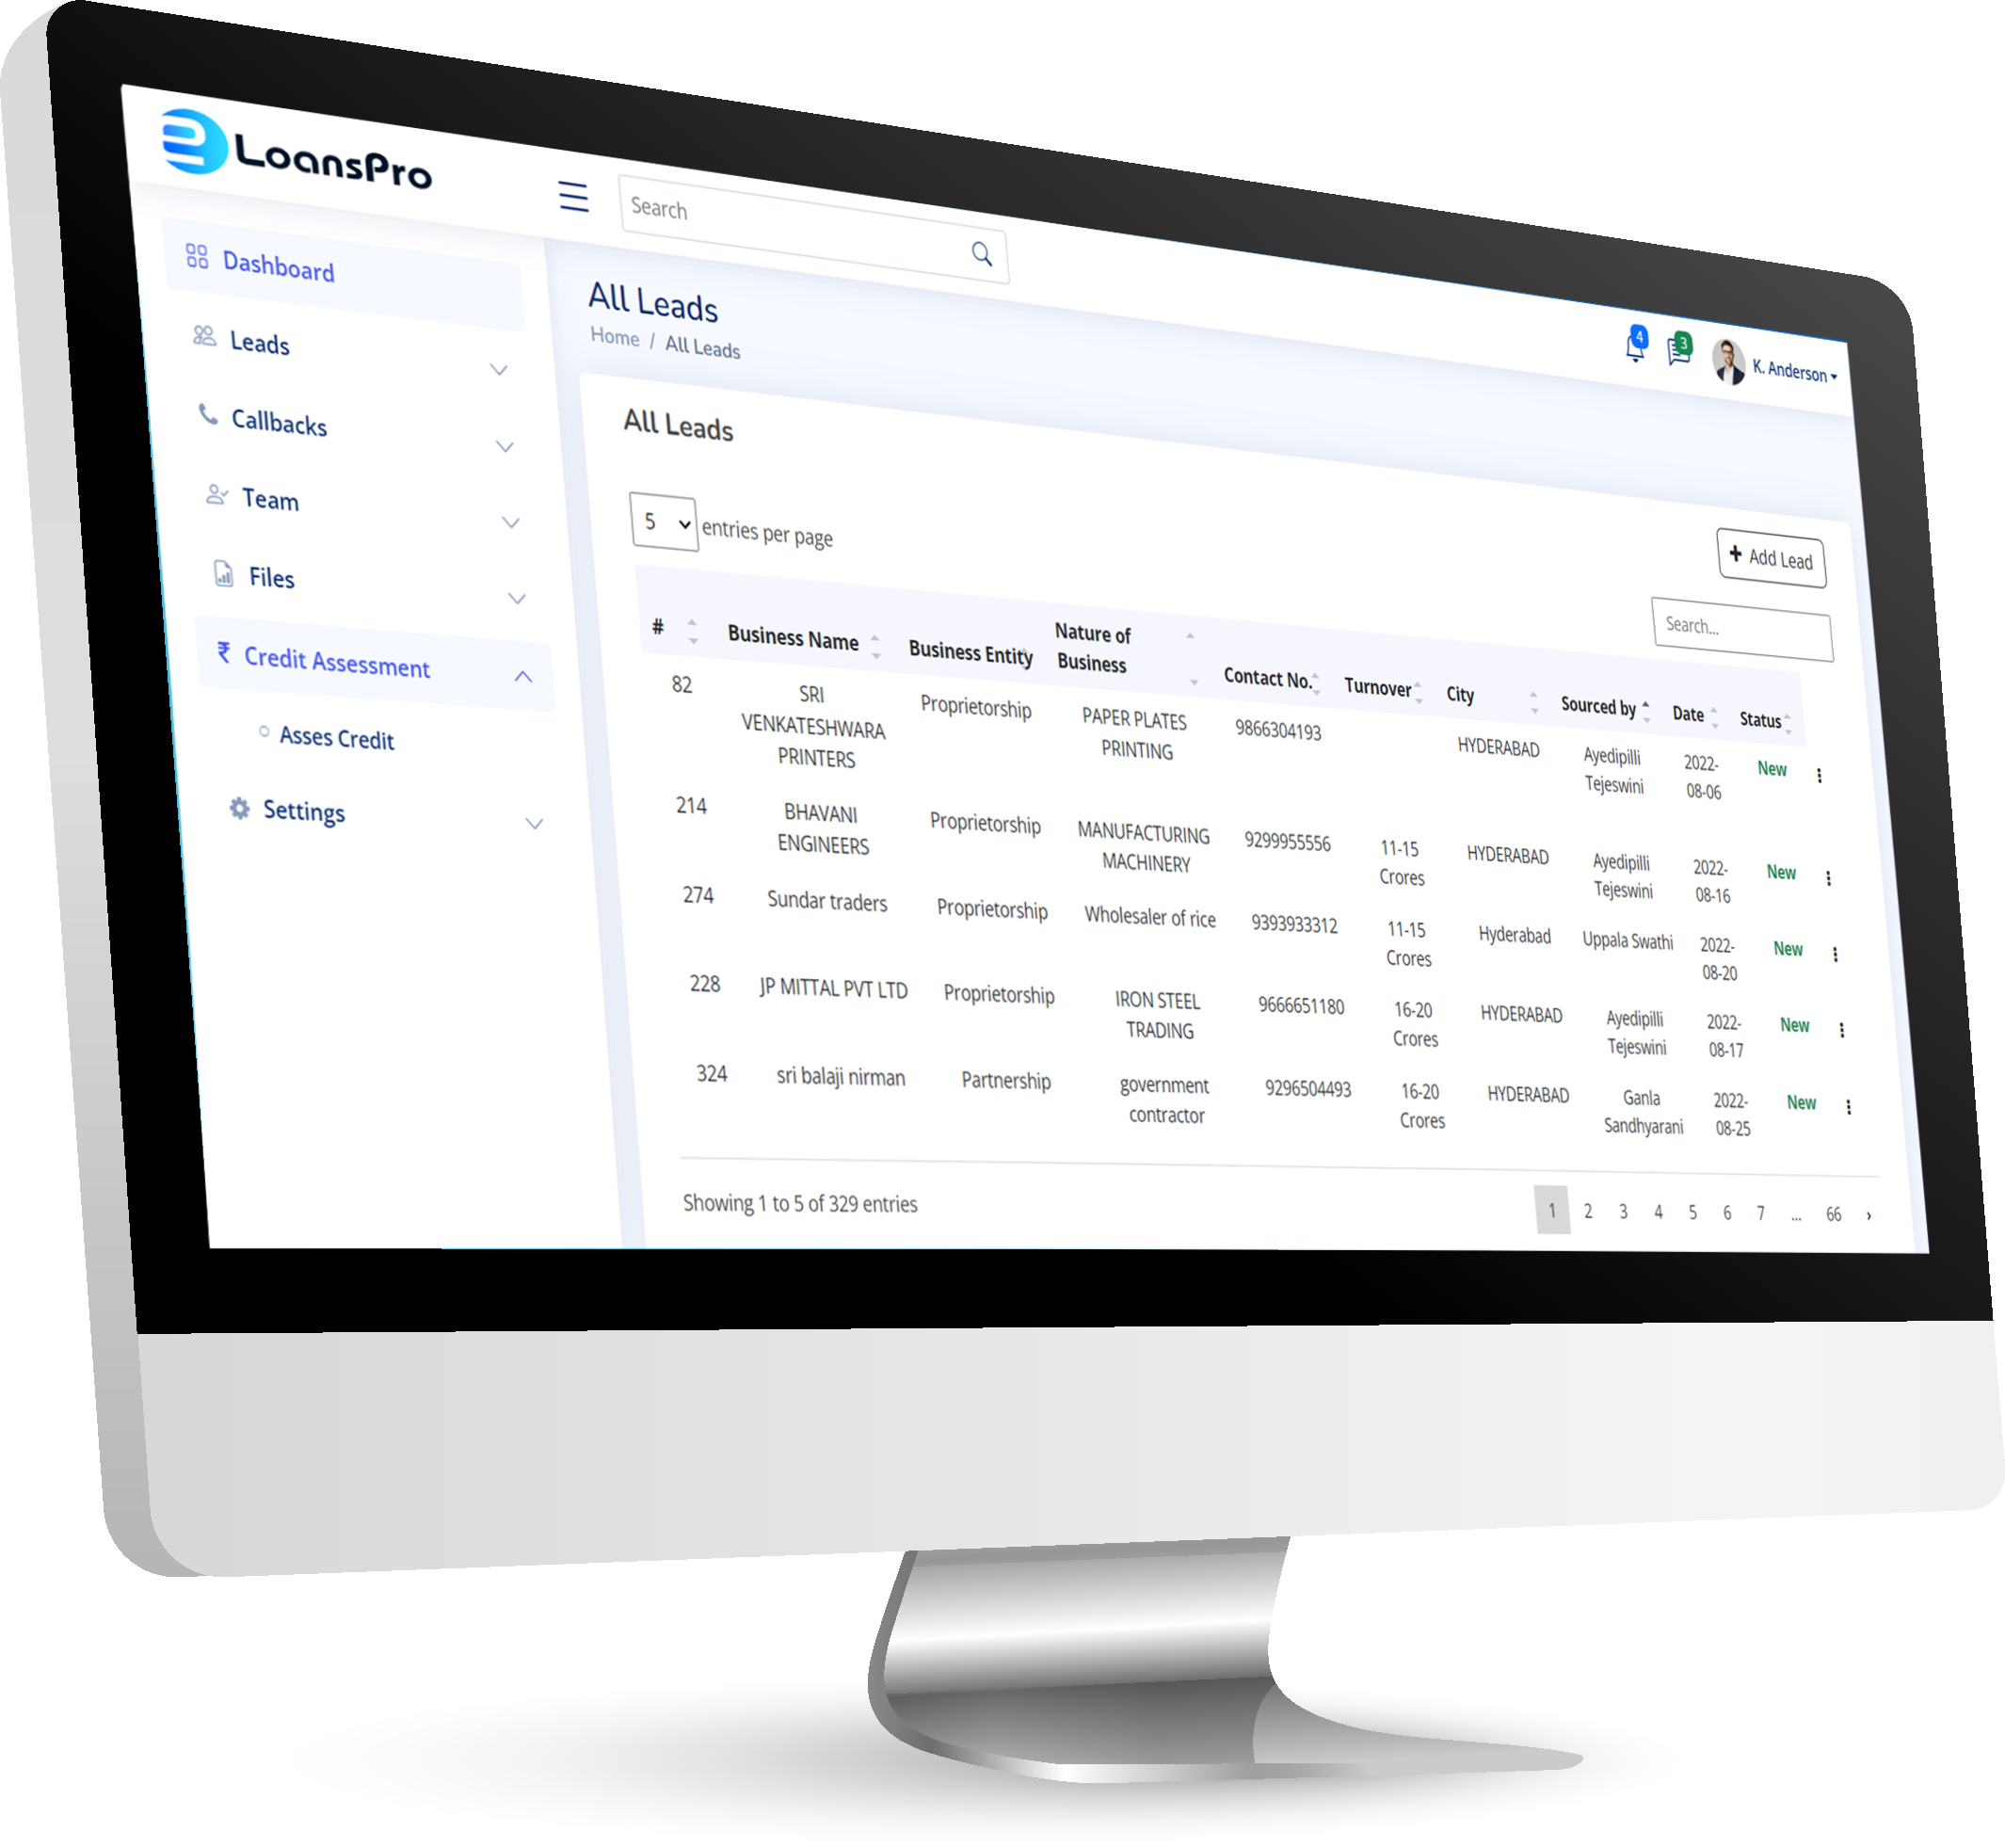 LoansPro
Search
4
3
K. Anderson
Dashboard
Leads
Callbacks
Team
Files
₹ Credit Assessment
Asses Credit
Settings
All Leads
Home / All Leads
All Leads
5 entries per page
+ Add Lead
Search...
# Business Name Business Entity Nature of Business Contact No. Turnover City Sourced by Date Status
82 SRI VENKATESHWARA PRINTERS Proprietorship PAPER PLATES PRINTING 9866304193 HYDERABAD Ayedipilli Tejeswini 2022-08-06 New
214 BHAVANI ENGINEERS Proprietorship MANUFACTURING MACHINERY 9299955556 11-15 Crores HYDERABAD Ayedipilli Tejeswini 2022-08-16 New
274 Sundar traders Proprietorship Wholesaler of rice 9393933312 11-15 Crores Hyderabad Uppala Swathi 2022-08-20 New
228 JP MITTAL PVT LTD Proprietorship IRON STEEL TRADING 9666651180 16-20 Crores HYDERABAD Ayedipilli Tejeswini 2022-08-17 New
324 sri balaji nirman Partnership government contractor 9296504493 16-20 Crores HYDERABAD Ganla Sandhyarani 2022-08-25 New
Showing 1 to 5 of 329 entries
1 2 3 4 5 6 7 ... 66 ›